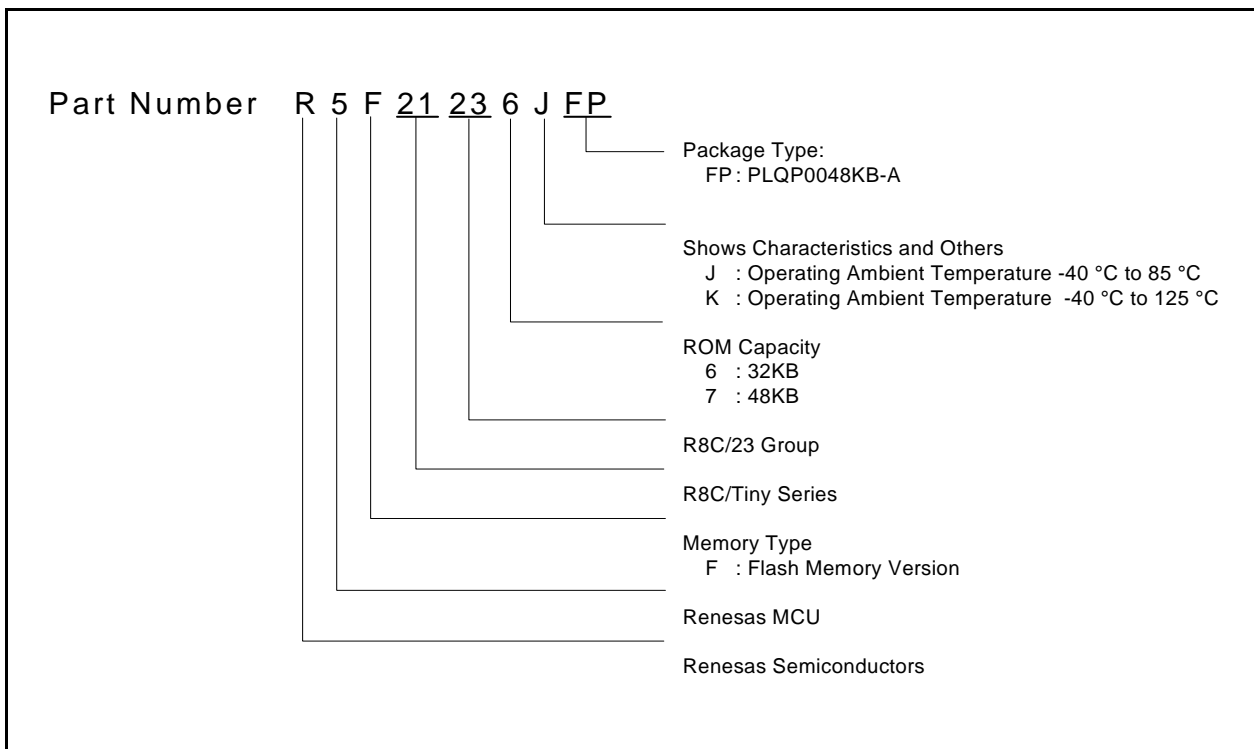 Part Number R 5 F 21 23 6 J FP
Package Type:
FP : PLQP0048KB-A
Shows Characteristics and Others
J : Operating Ambient Temperature -40 °C to 85 °C
K : Operating Ambient Temperature -40 °C to 125 °C
ROM Capacity
6 : 32KB
7 : 48KB
R8C/23 Group
R8C/Tiny Series
Memory Type
F : Flash Memory Version
Renesas MCU
Renesas Semiconductors